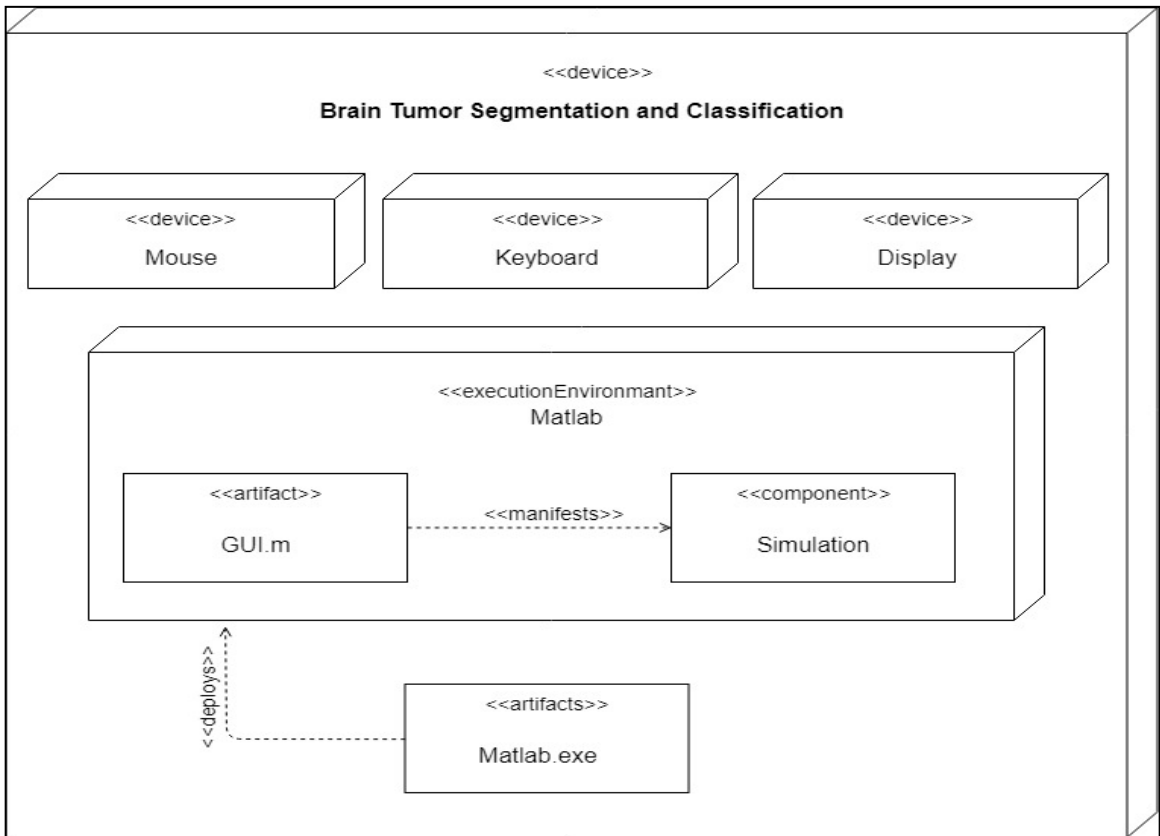 <<device>>
Brain Tumor Segmentation and Classification
<<device>>
Mouse
<<device>>
Keyboard
<<device>>
Display
<<executionEnvironmant>>
Matlab
<<artifact>>
GUI.m
<<manifests>>
<<component>>
Simulation
<<deploys>>
<<artifacts>>
Matlab.exe